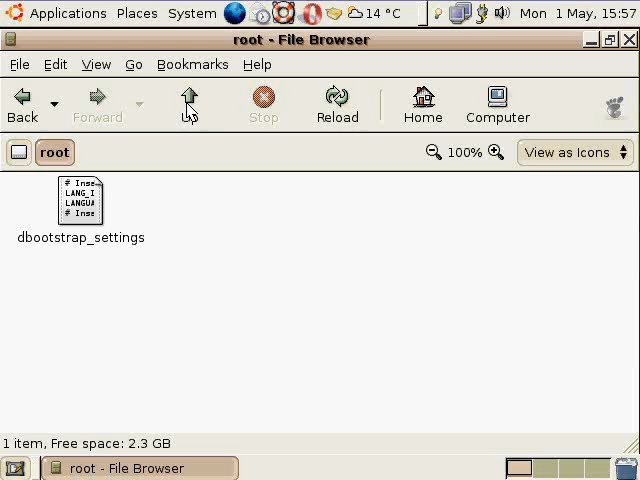 Applications Places System 14 °C Mon 1 May, 15:57
root - File Browser
File Edit View Go Bookmarks Help
Back Forward Up Stop Reload Home Computer
root 100% View as Icons
# Inse
LANG_I
LANGUA
# Inse
dbootstrap_settings
1 item, Free space: 2.3 GB
root - File Browser